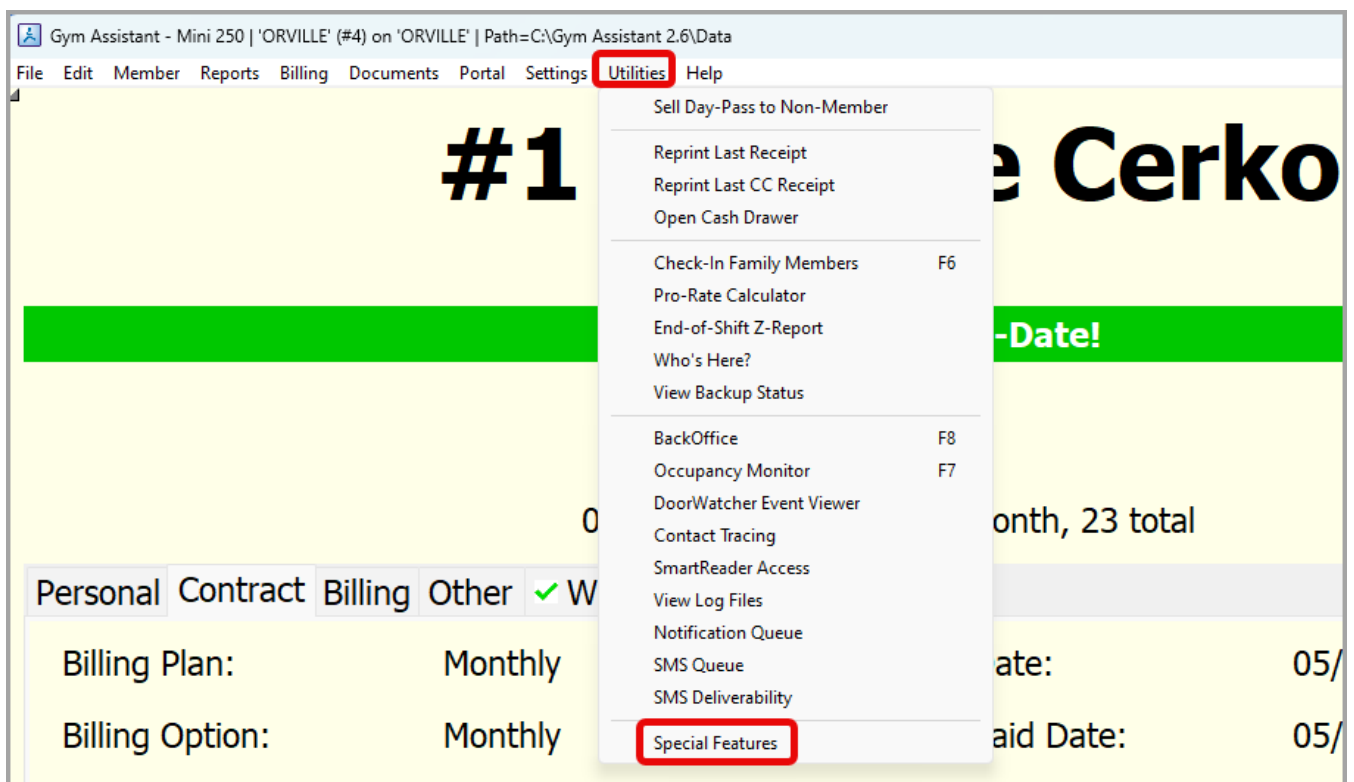 Gym Assistant - Mini 250 | 'ORVILLE' (#4) on 'ORVILLE' | Path=C:\Gym Assistant 2.6\Data
File Edit Member Reports Billing Documents Portal Settings Utilities Help
Sell Day-Pass to Non-Member
#1 e Cerko
Reprint Last Receipt
Reprint Last CC Receipt
Open Cash Drawer
Check-In Family Members F6
Pro-Rate Calculator
End-of-Shift Z-Report
-Date!
Who's Here?
View Backup Status
BackOffice F8
Occupancy Monitor F7
DoorWatcher Event Viewer
0 onth, 23 total
Contact Tracing
SmartReader Access
Personal Contract Billing Other W
View Log Files
Notification Queue
Billing Plan: Monthly ate: 05/
SMS Queue
SMS Deliverability
Billing Option: Monthly aid Date: 05/
Special Features